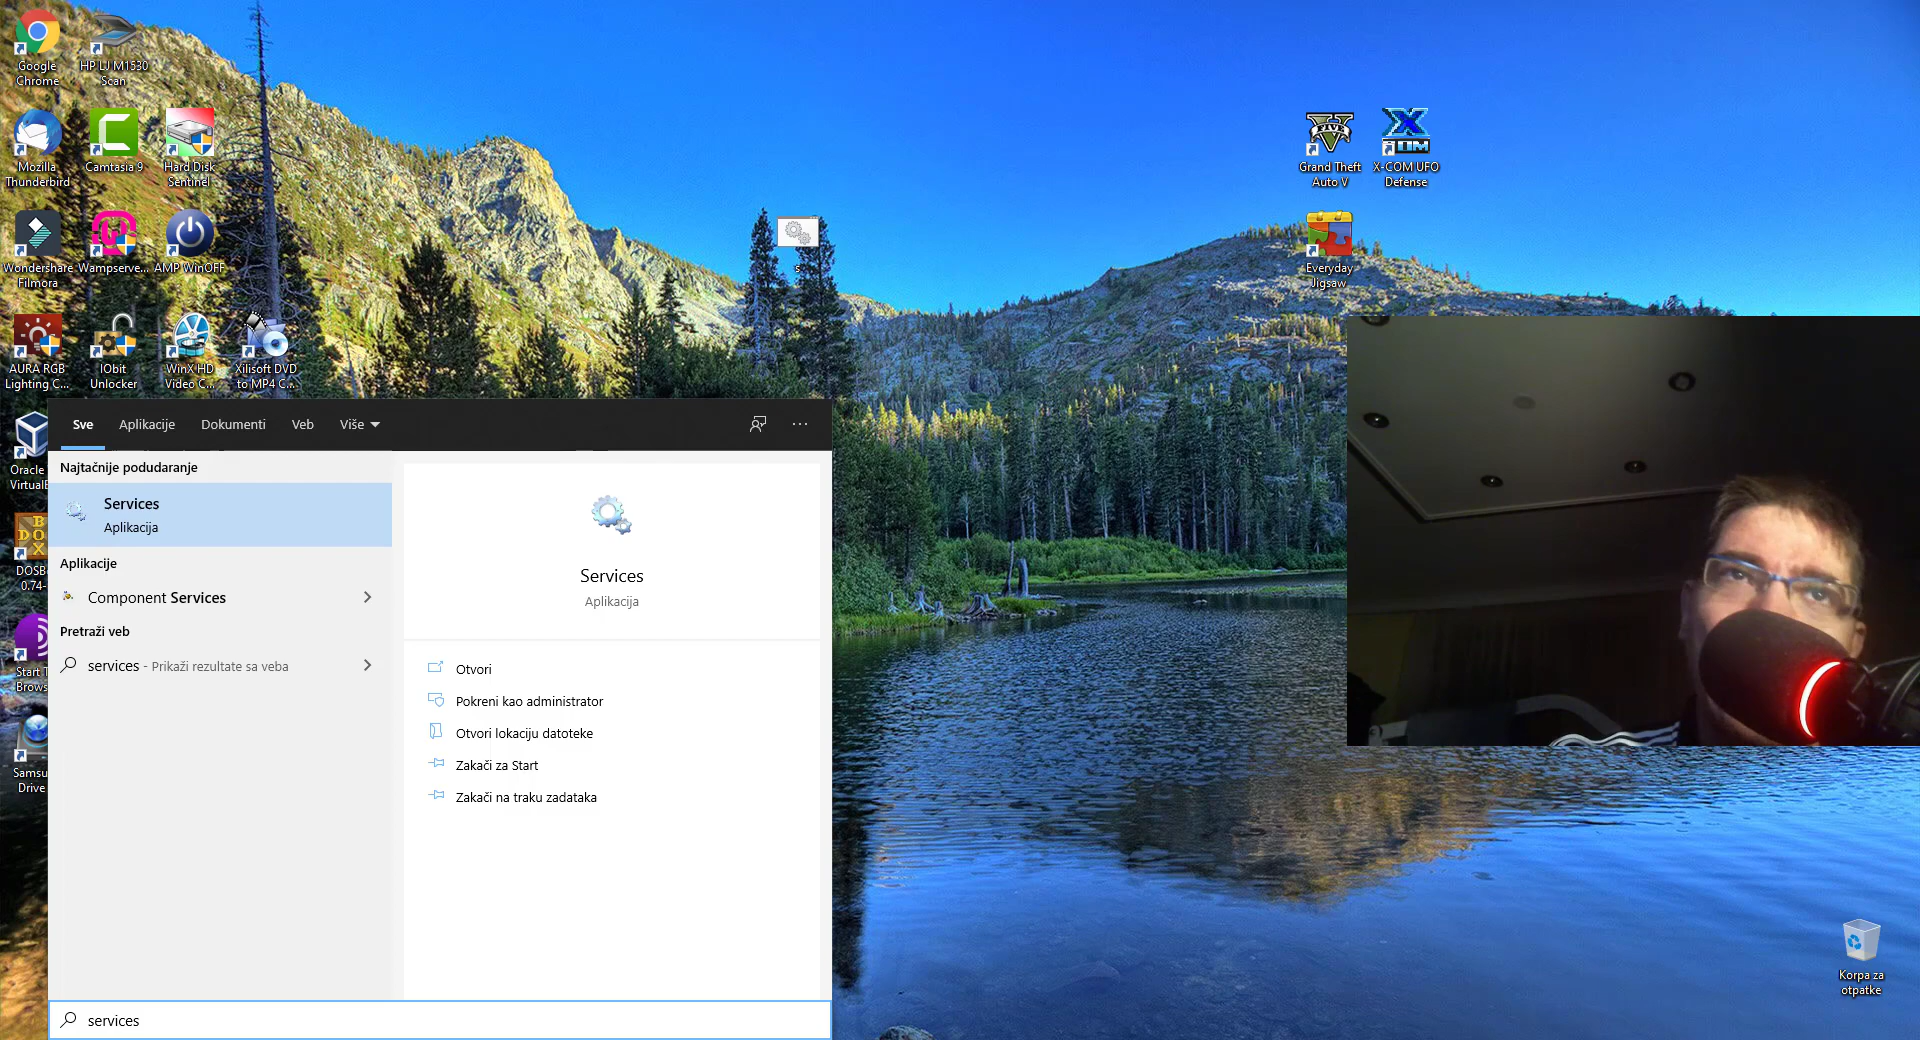 Google
Chrome
HP LJ M1530
Scan
Mozilla
Thunderbird
Camtasia 9
Hard Disk
Sentinel
Wondershare
Filmora
Wampserve...
AMP WinOFF
AURA RGB
Lighting C...
IObit
Unlocker
WinX HD
Video C...
Xilisoft DVD
to MP4 C...
Oracle
VirtualB
DOSB
0.74-
Start T
Brows
Samsu
Drive
s
Grand Theft
Auto V
X-COM UFO
Defense
Everyday
Jigsaw
Korpa za
otpatke
Sve
Aplikacije
Dokumenti
Veb
Više
Najtačnije podudaranje
Services
Aplikacija
Aplikacije
Component Services
Pretraži veb
services - Prikaži rezultate sa veba
Services
Aplikacija
Otvori
Pokreni kao administrator
Otvori lokaciju datoteke
Zakači za Start
Zakači na traku zadataka
services